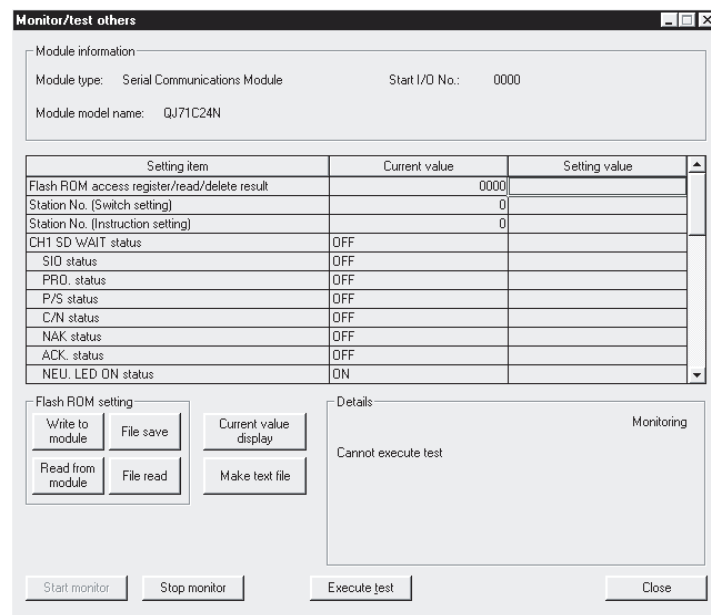 Monitor/test others
Module information
Module type: Serial Communications Module Start I/O No.: 0000
Module model name: QJ71C24N
Setting item Current value Setting value
Flash ROM access register/read/delete result 0000
Station No. (Switch setting) 0
Station No. (Instruction setting) 0
CH1 SD WAIT status OFF
SIO status OFF
PRO. status OFF
P/S status OFF
C/N status OFF
NAK status OFF
ACK. status OFF
NEU. LED ON status ON
Flash ROM setting
Write to
module
File save
Current value
display
Read from
module
File read
Make text file
Details
Monitoring
Cannot execute test
Start monitor Stop monitor Execute test Close